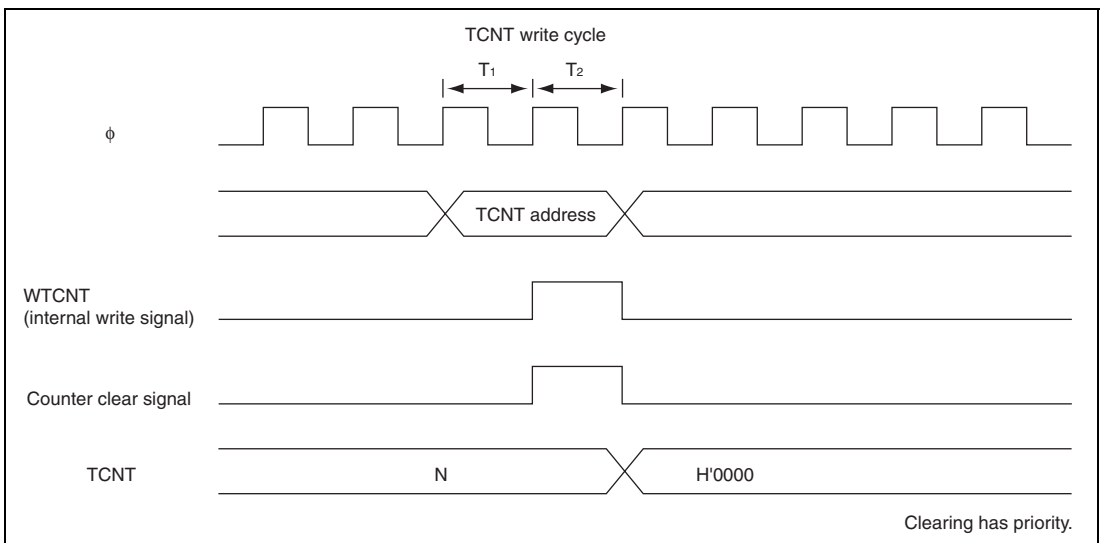 TCNT write cycle
T1 T2
ϕ
TCNT address
WTCNT
(internal write signal)
Counter clear signal
TCNT N H'0000
Clearing has priority.